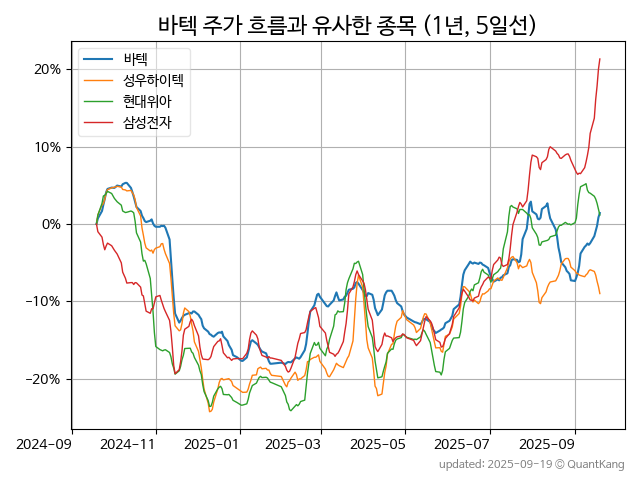 바텍 주가 흐름과 유사한 종목 (1년, 5일선)
바텍
성우하이텍
현대위아
삼성전자
20%
10%
0%
−10%
−20%
2024-09
2024-11
2025-01
2025-03
2025-05
2025-07
2025-09
updated: 2025-09-19 © QuantKang